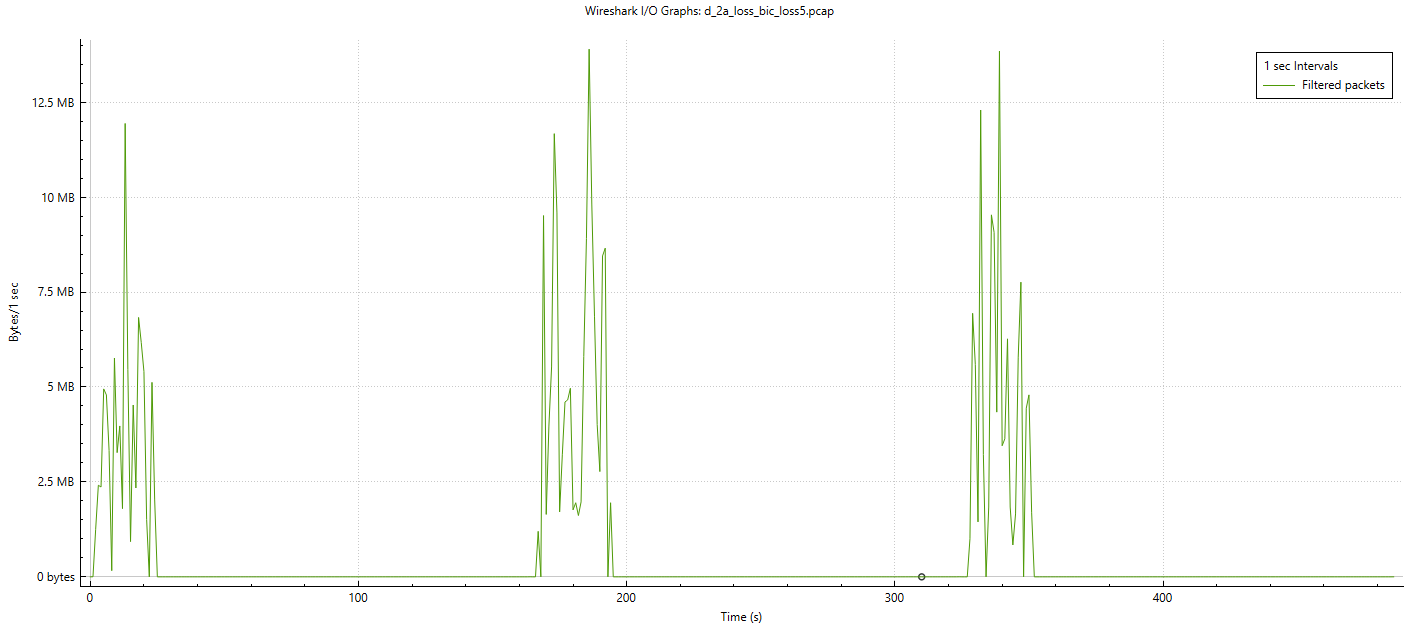 Wireshark I/O Graphs: d_2a_loss_bic_loss5.pcap
1 sec Intervals
Filtered packets
12.5 MB
10 MB
7.5 MB
5 MB
2.5 MB
0 bytes
Bytes/1 sec
0 100 200 300 400
Time (s)